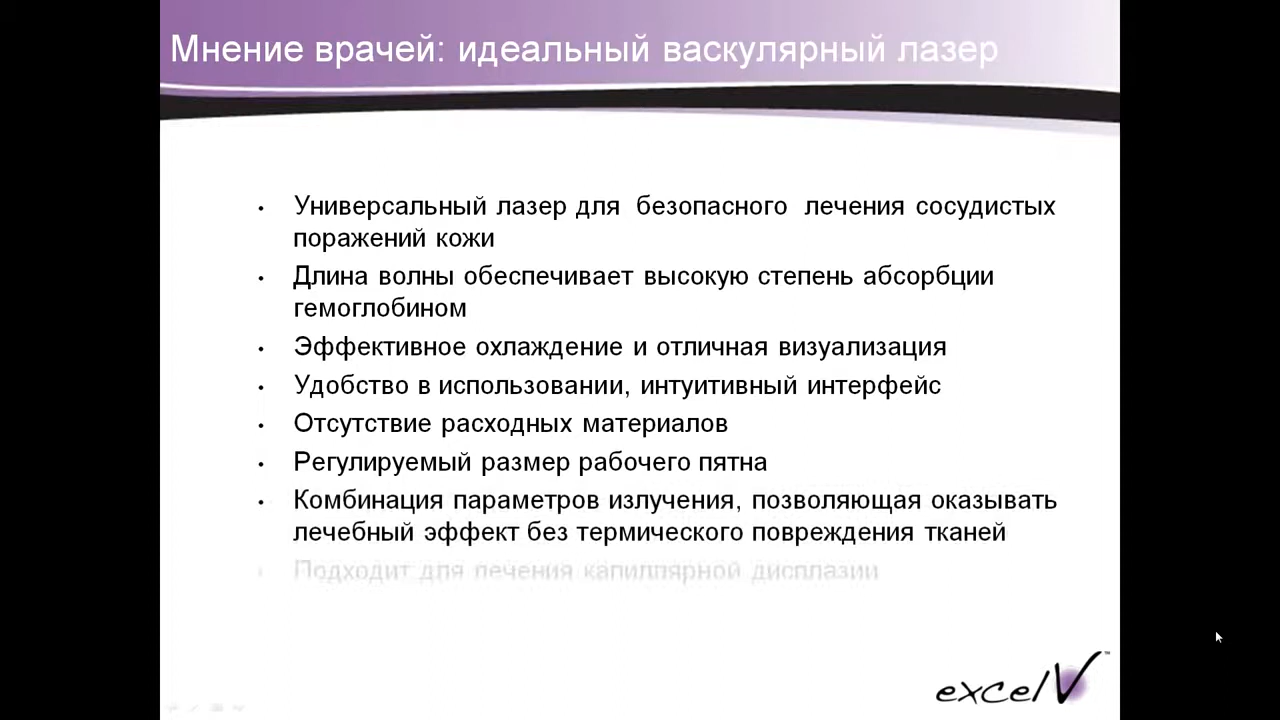 Мнение врачей: идеальный васкулярный лазер
• Универсальный лазер для безопасного лечения сосудистых
поражений кожи
• Длина волны обеспечивает высокую степень абсорбции
гемоглобином
• Эффективное охлаждение и отличная визуализация
• Удобство в использовании, интуитивный интерфейс
• Отсутствие расходных материалов
• Регулируемый размер рабочего пятна
• Комбинация параметров излучения, позволяющая оказывать
лечебный эффект без термического повреждения тканей
• Подходит для лечения капиллярной дисплазии
excel V™